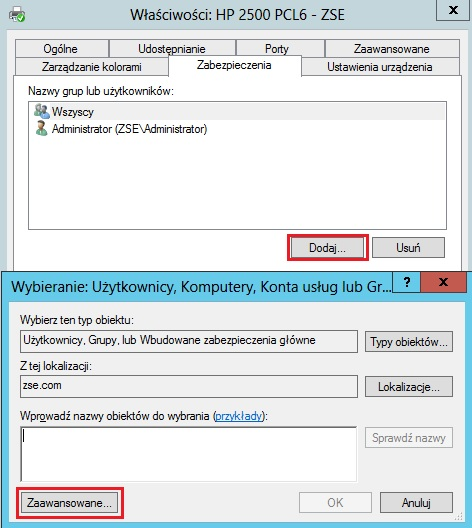 Właściwości: HP 2500 PCL6 - ZSE
x
Ogólne Udostępnianie Porty Zaawansowane
Zarządzanie kolorami Zabezpieczenia Ustawienia urządzenia
Nazwy grup lub użytkowników:
Wszyscy
Administrator (ZSE\Administrator)
Dodaj... Usuń
Wybieranie: Użytkownicy, Komputery, Konta usług lub Gr... ? x
Wybierz ten typ obiektu:
Użytkownicy, Grupy, lub Wbudowane zabezpieczenia główne Typy obiektów...
Z tej lokalizacji:
zse.com Lokalizacje...
Wprowadź nazwy obiektów do wybrania (przykłady):
Sprawdź nazwy
Zaawansowane... OK Anuluj